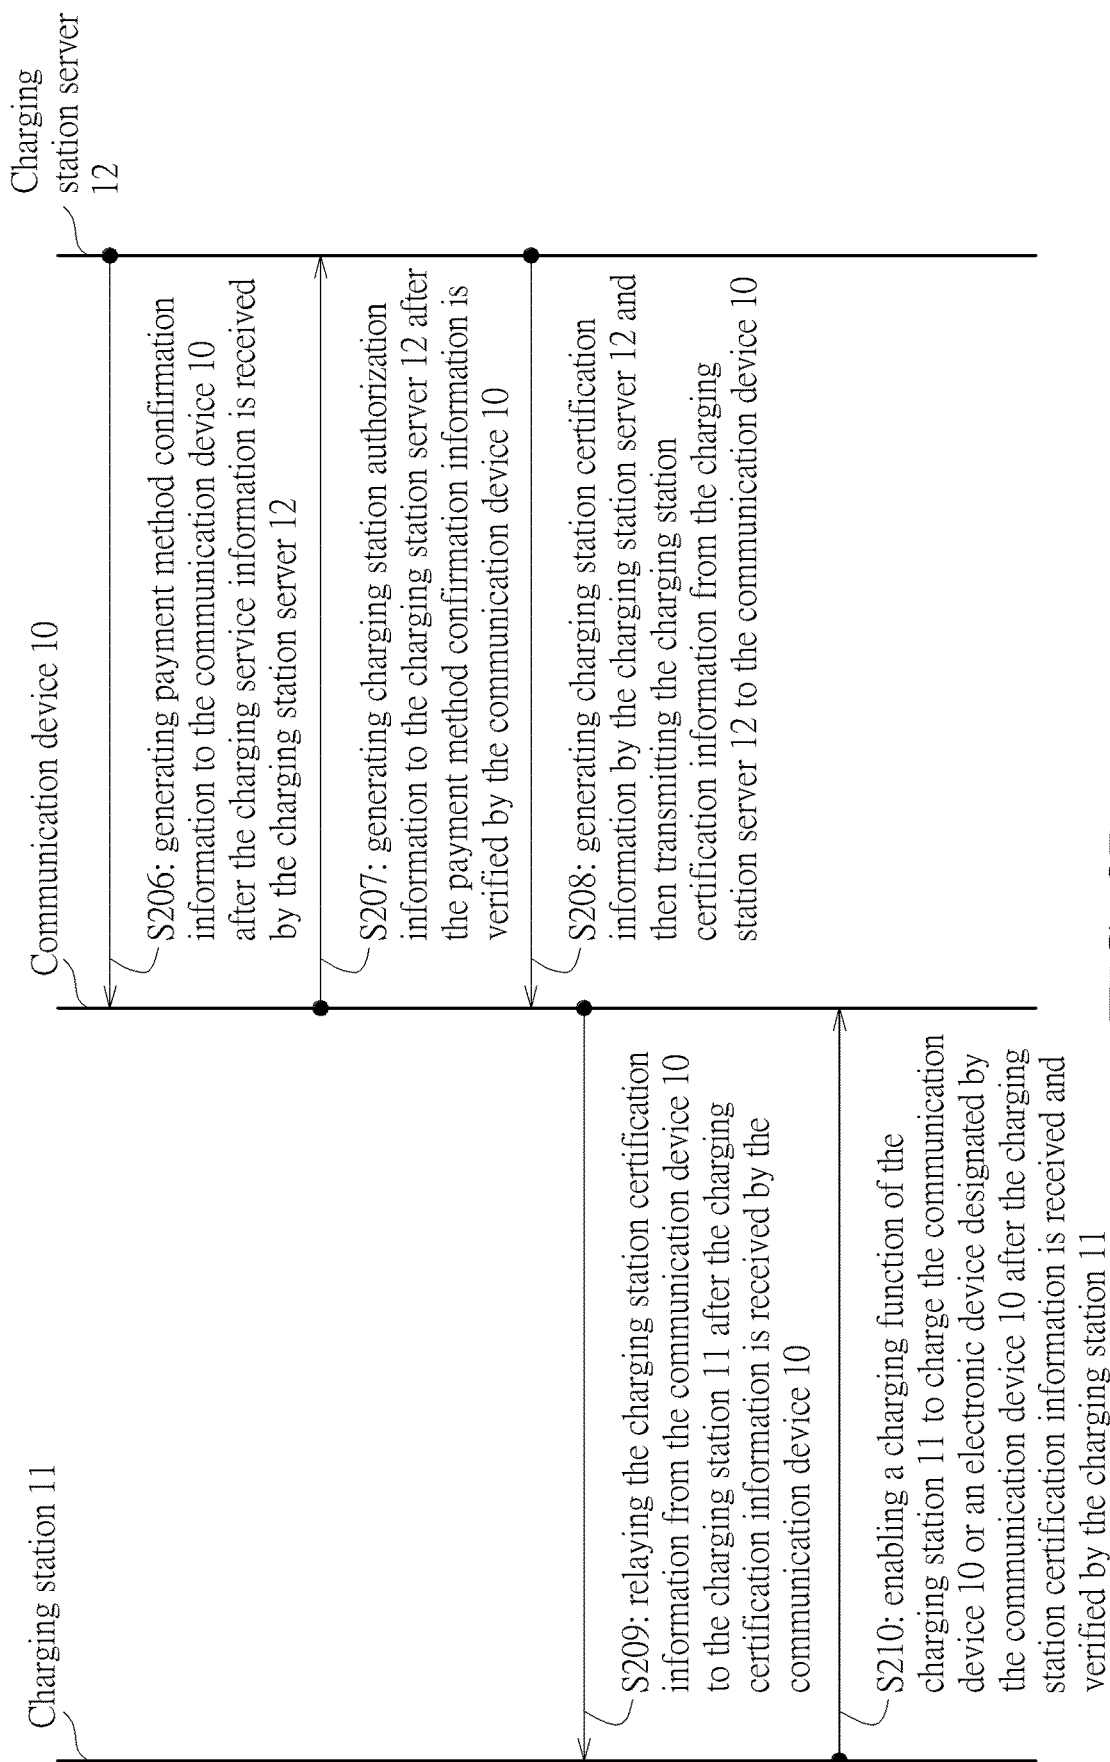 Charging station 11
Communication device 10
Charging
station server
12
S206: generating payment method confirmation
information to the communication device 10
after the charging service information is received
by the charging station server 12
S207: generating charging station authorization
information to the charging station server 12 after
the payment method confirmation information is
verified by the communication device 10
S208: generating charging station certification
information by the charging station server 12 and
then transmitting the charging station
certification information from the charging
station server 12 to the communication device 10
S209: relaying the charging station certification
information from the communication device 10
to the charging station 11 after the charging
certification information is received by the
communication device 10
S210: enabling a charging function of the
charging station 11 to charge the communication
device 10 or an electronic device designated by
the communication device 10 after the charging
station certification information is received and
verified by the charging station 11